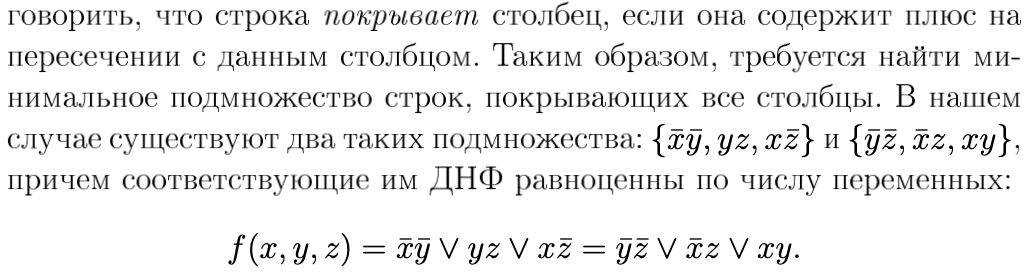 говорить, что строка покрывает столбец, если она содержит плюс на
пересечении с данным столбцом. Таким образом, требуется найти ми-
нимальное подмножество строк, покрывающих все столбцы. В нашем
случае существуют два таких подмножества: {x̄ȳ, yz, xz̄} и {ȳz̄, x̄z, xy},
причем соответствующие им ДНФ равноценны по числу переменных:
f(x, y, z) = x̄ȳ ∨ yz ∨ xz̄ = ȳz̄ ∨ x̄z ∨ xy.